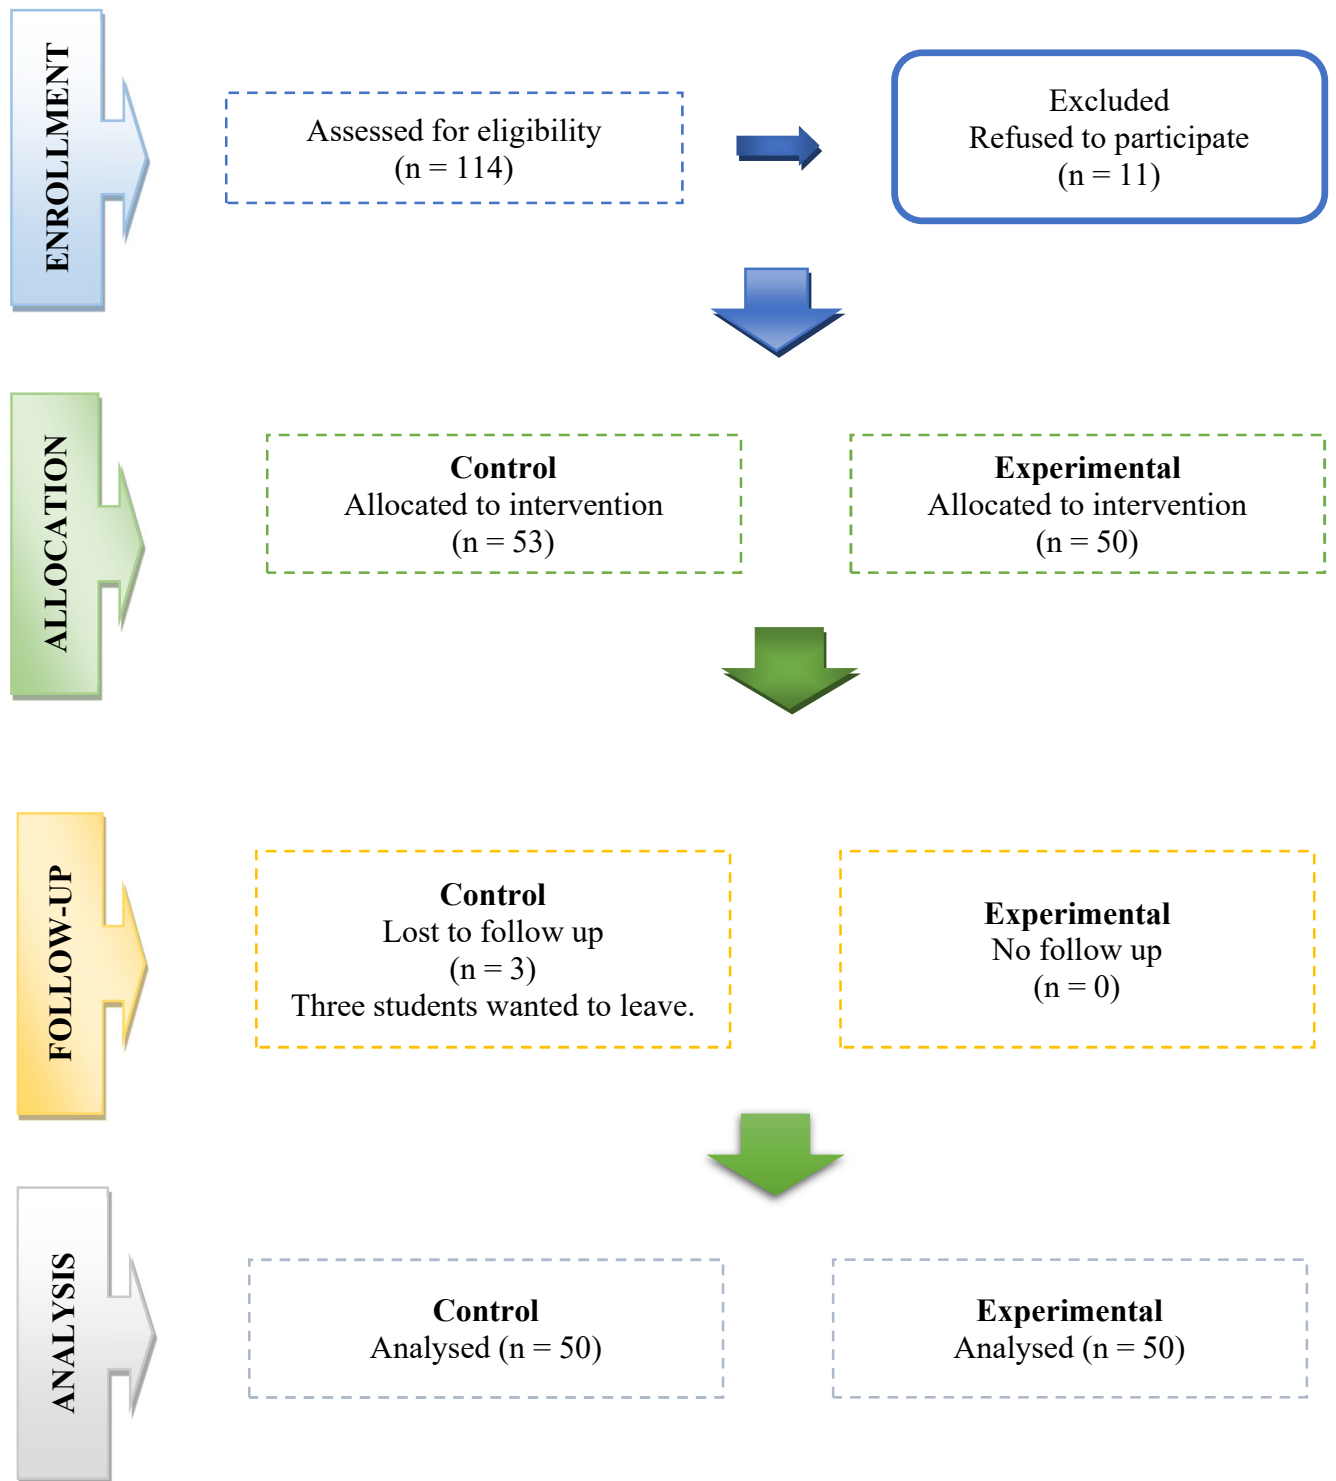 ENROLLMENT
Assessed for eligibility
(n = 114)
Excluded
Refused to participate
(n = 11)
ALLOCATION
Control
Allocated to intervention
(n = 53)
Experimental
Allocated to intervention
(n = 50)
FOLLOW-UP
Control
Lost to follow up
(n = 3)
Three students wanted to leave.
Experimental
No follow up
(n = 0)
ANALYSIS
Control
Analysed (n = 50)
Experimental
Analysed (n = 50)